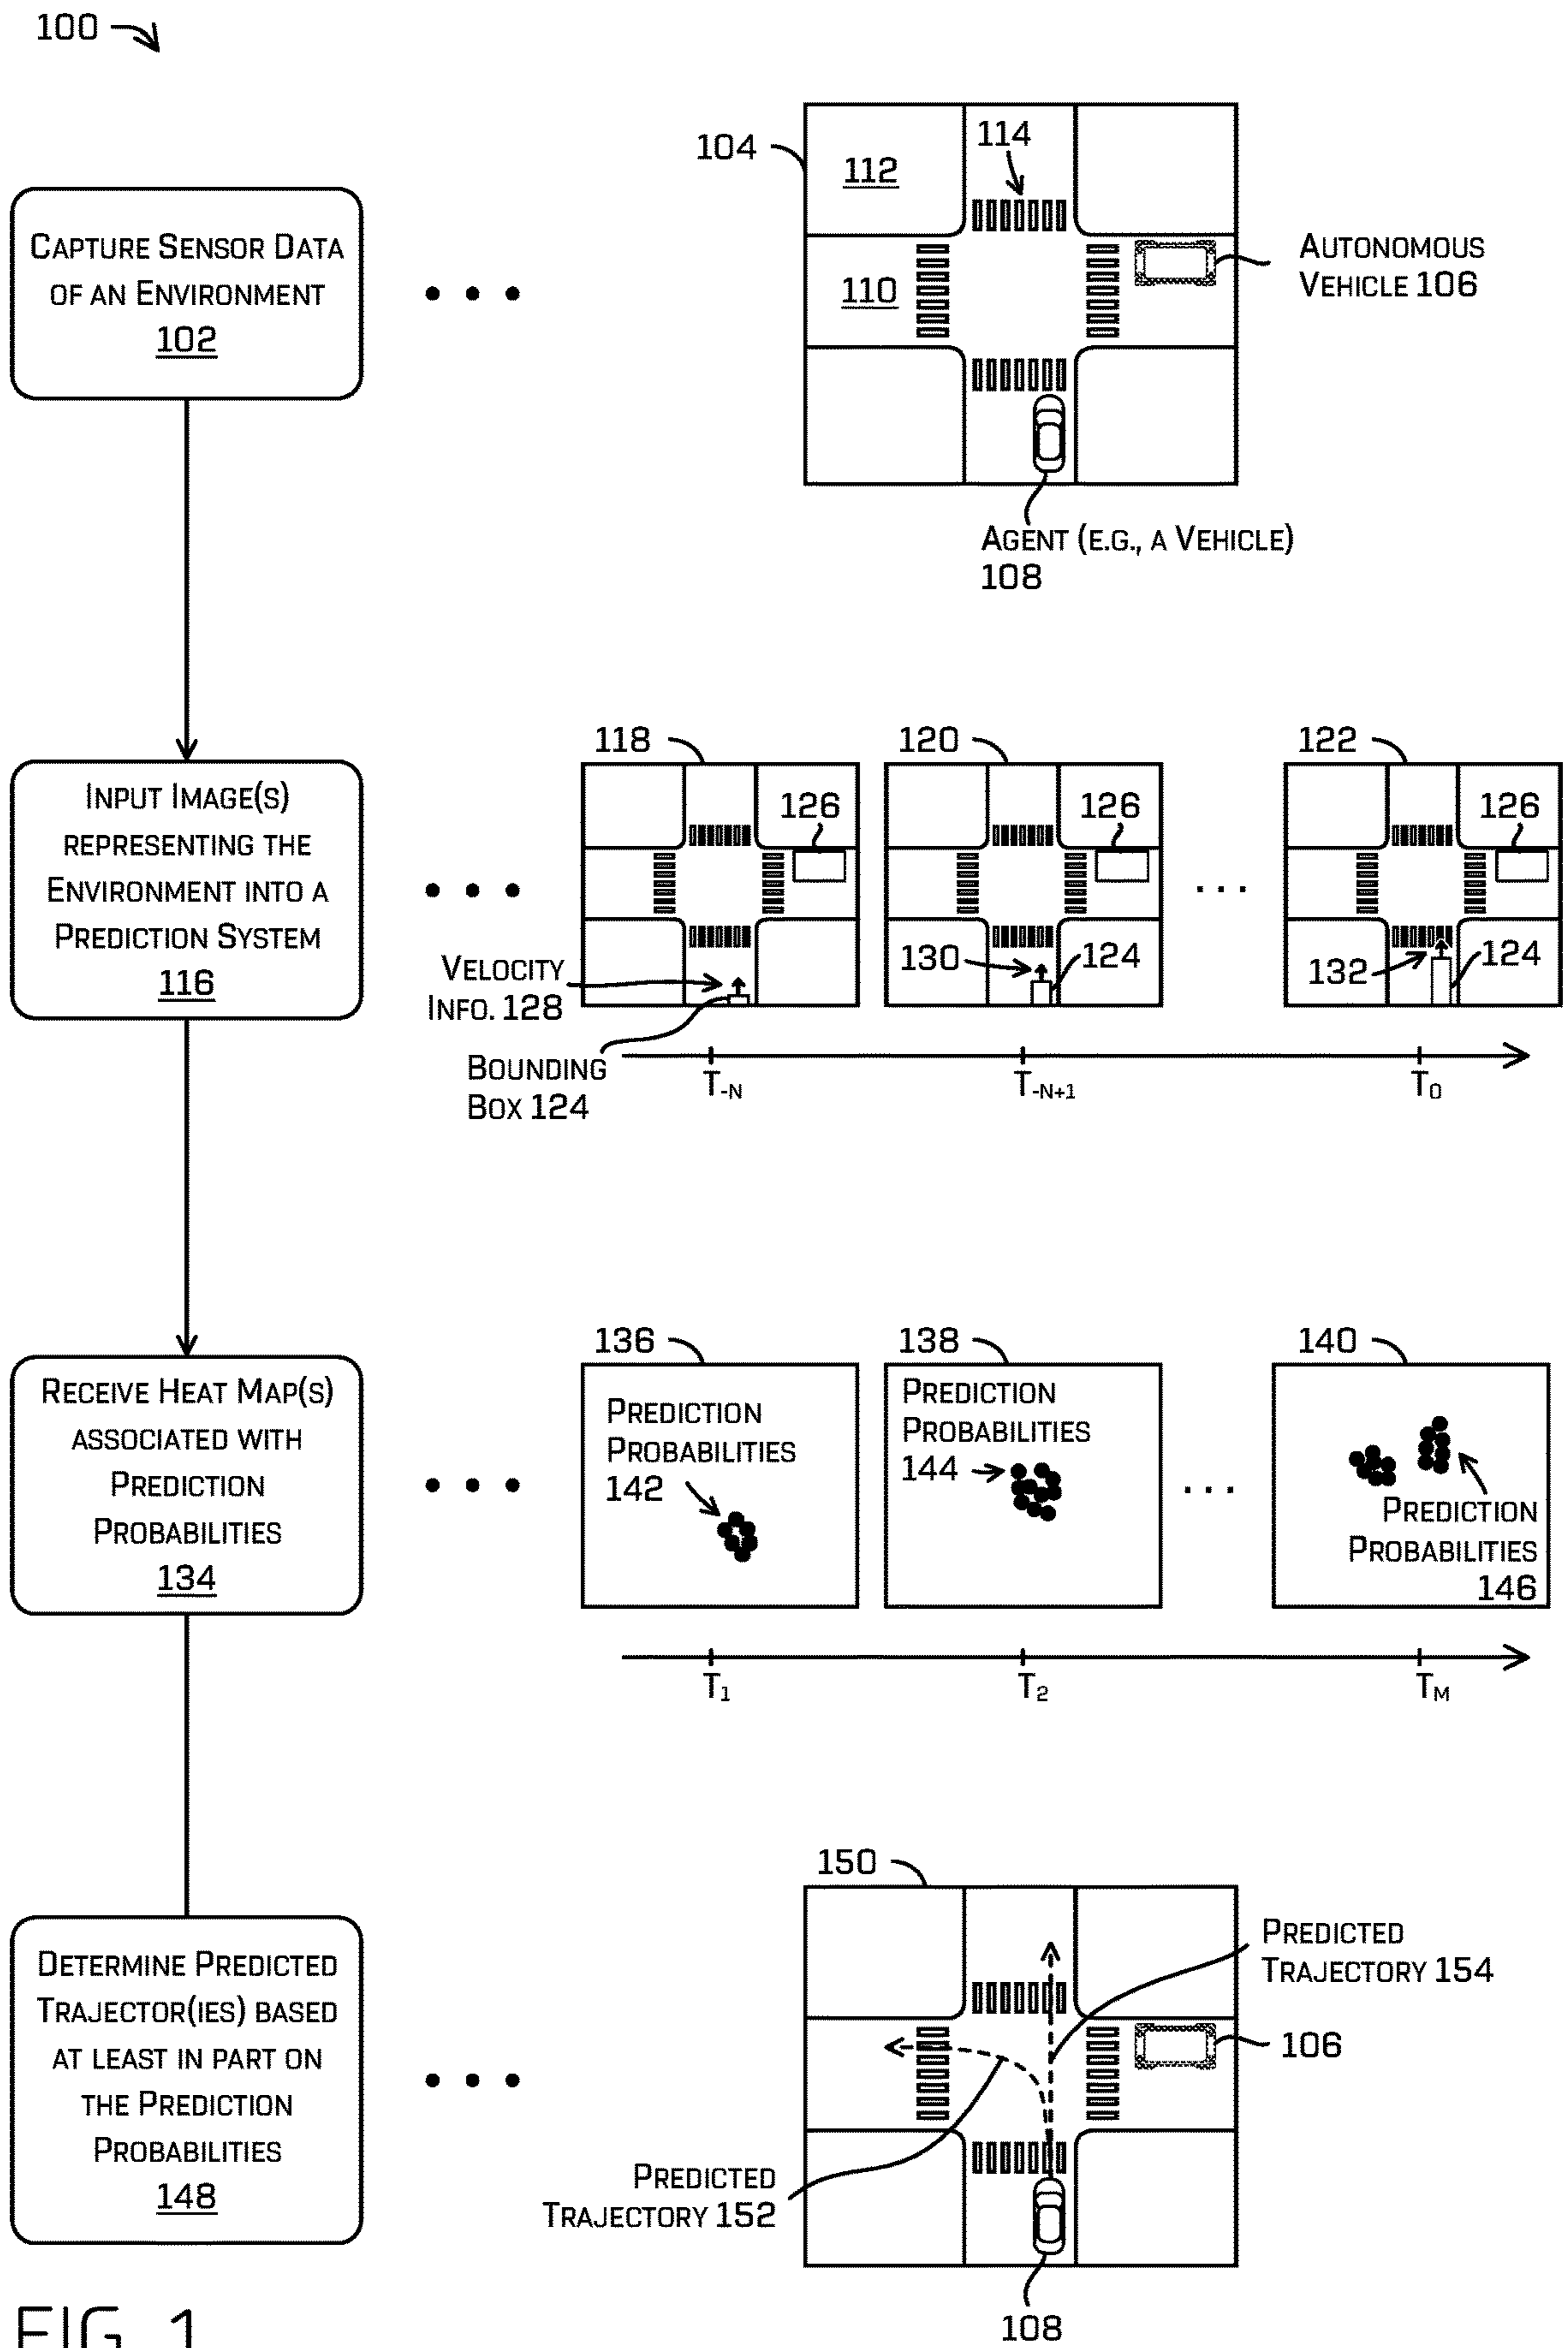 100
104
112
114
110
CAPTURE SENSOR DATA
OF AN ENVIRONMENT
102
AUTONOMOUS
VEHICLE 106
AGENT (E.G., A VEHICLE)
108
INPUT IMAGE(S)
REPRESENTING THE
ENVIRONMENT INTO A
PREDICTION SYSTEM
116
118
120
122
126
126
126
VELOCITY
INFO. 128
130
124
132
124
BOUNDING
BOX 124
T-N
T-N+1
T0
RECEIVE HEAT MAP(S)
ASSOCIATED WITH
PREDICTION
PROBABILITIES
134
136
138
140
PREDICTION
PROBABILITIES
142
PREDICTION
PROBABILITIES
144
PREDICTION
PROBABILITIES
146
T1
T2
TM
DETERMINE PREDICTED
TRAJECTOR(IES) BASED
AT LEAST IN PART ON
THE PREDICTION
PROBABILITIES
148
150
PREDICTED
TRAJECTORY 154
106
PREDICTED
TRAJECTORY 152
108
FIG. 1